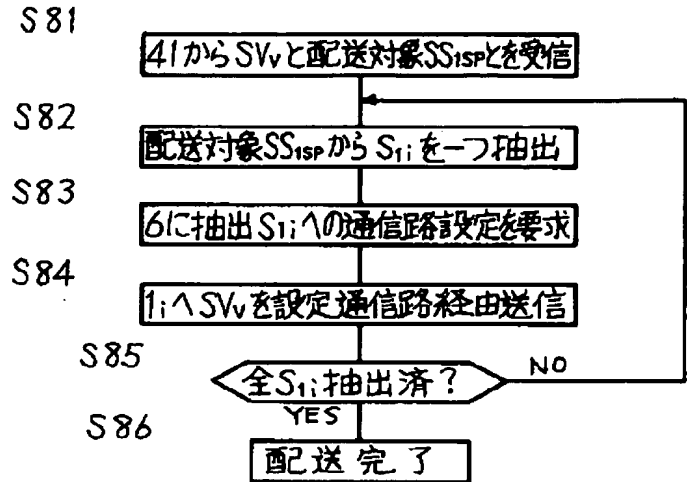 S81
41からSVvと配送対象SS1SPとを受信
S82
配送対象SS1SPからS1iを一つ抽出
S83
6に抽出S1iへの通信路設定を要求
S84
1iへSVvを設定通信路経由送信
S85
全S1i抽出済?
NO
YES
S86
配送完了